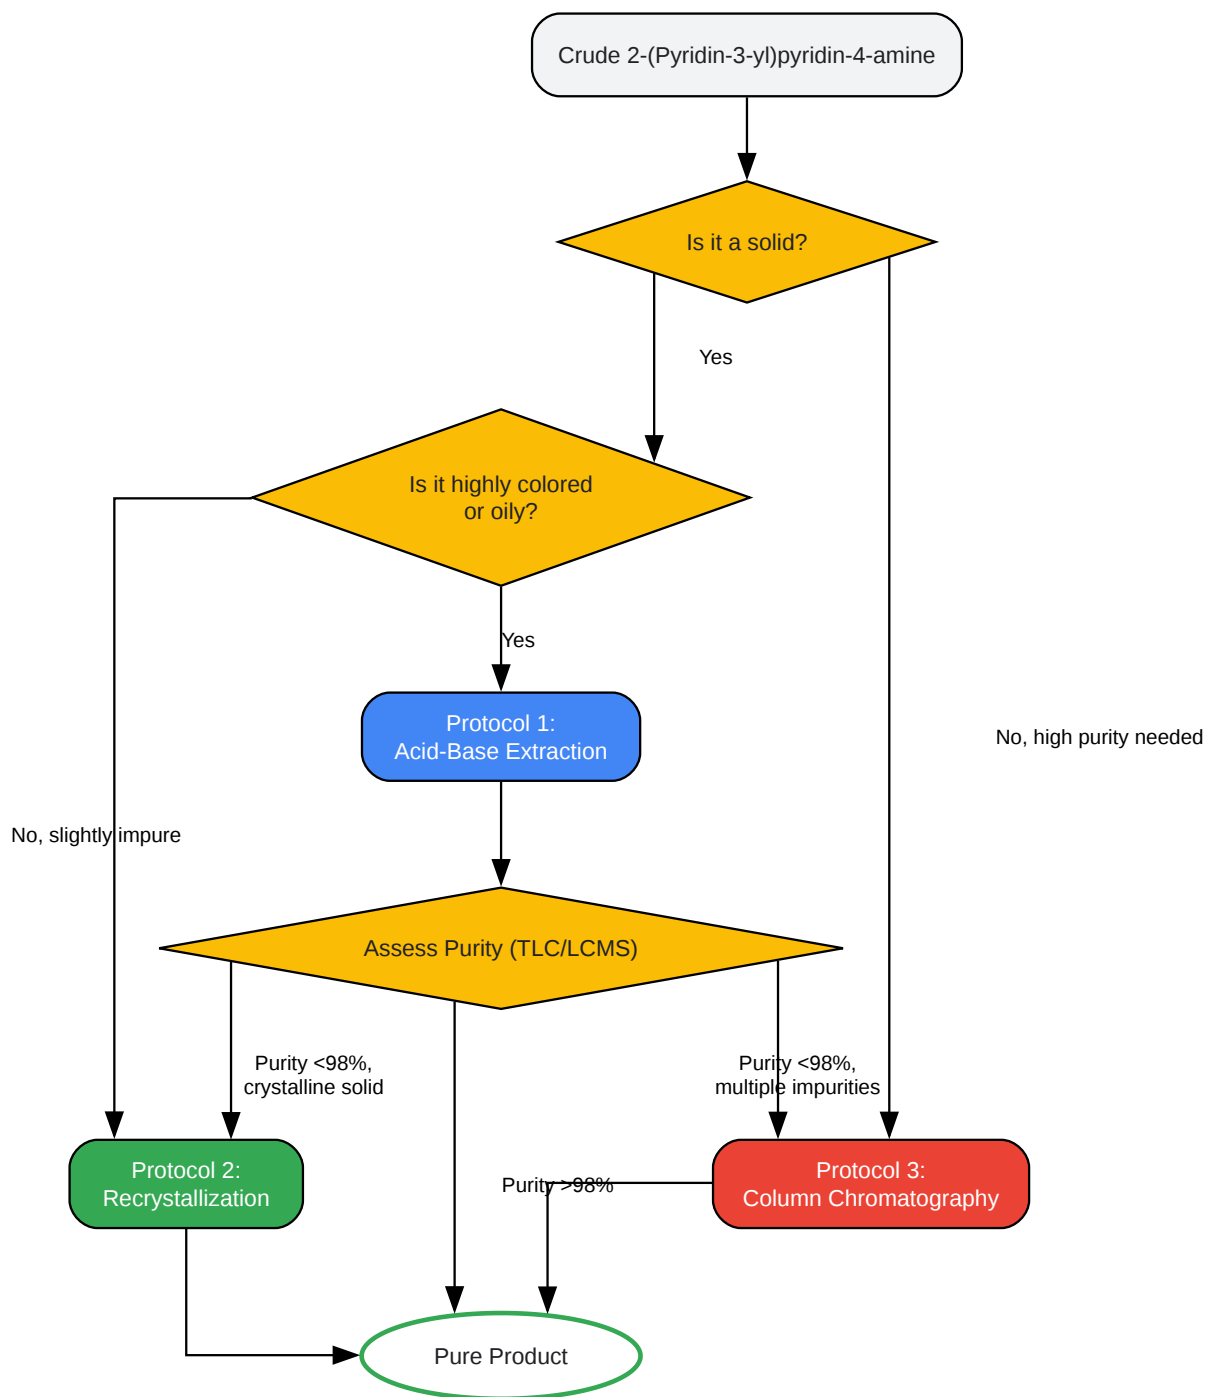 Crude 2-(Pyridin-3-yl)pyridin-4-amine
Is it a solid?
Yes
Is it highly colored
or oily?
Yes
Protocol 1:
Acid-Base Extraction
No, high purity needed
No, slightly impure
Assess Purity (TLC/LCMS)
Purity <98%,
crystalline solid
Purity <98%,
multiple impurities
Protocol 2:
Recrystallization
Purity >98%
Protocol 3:
Column Chromatography
Pure Product